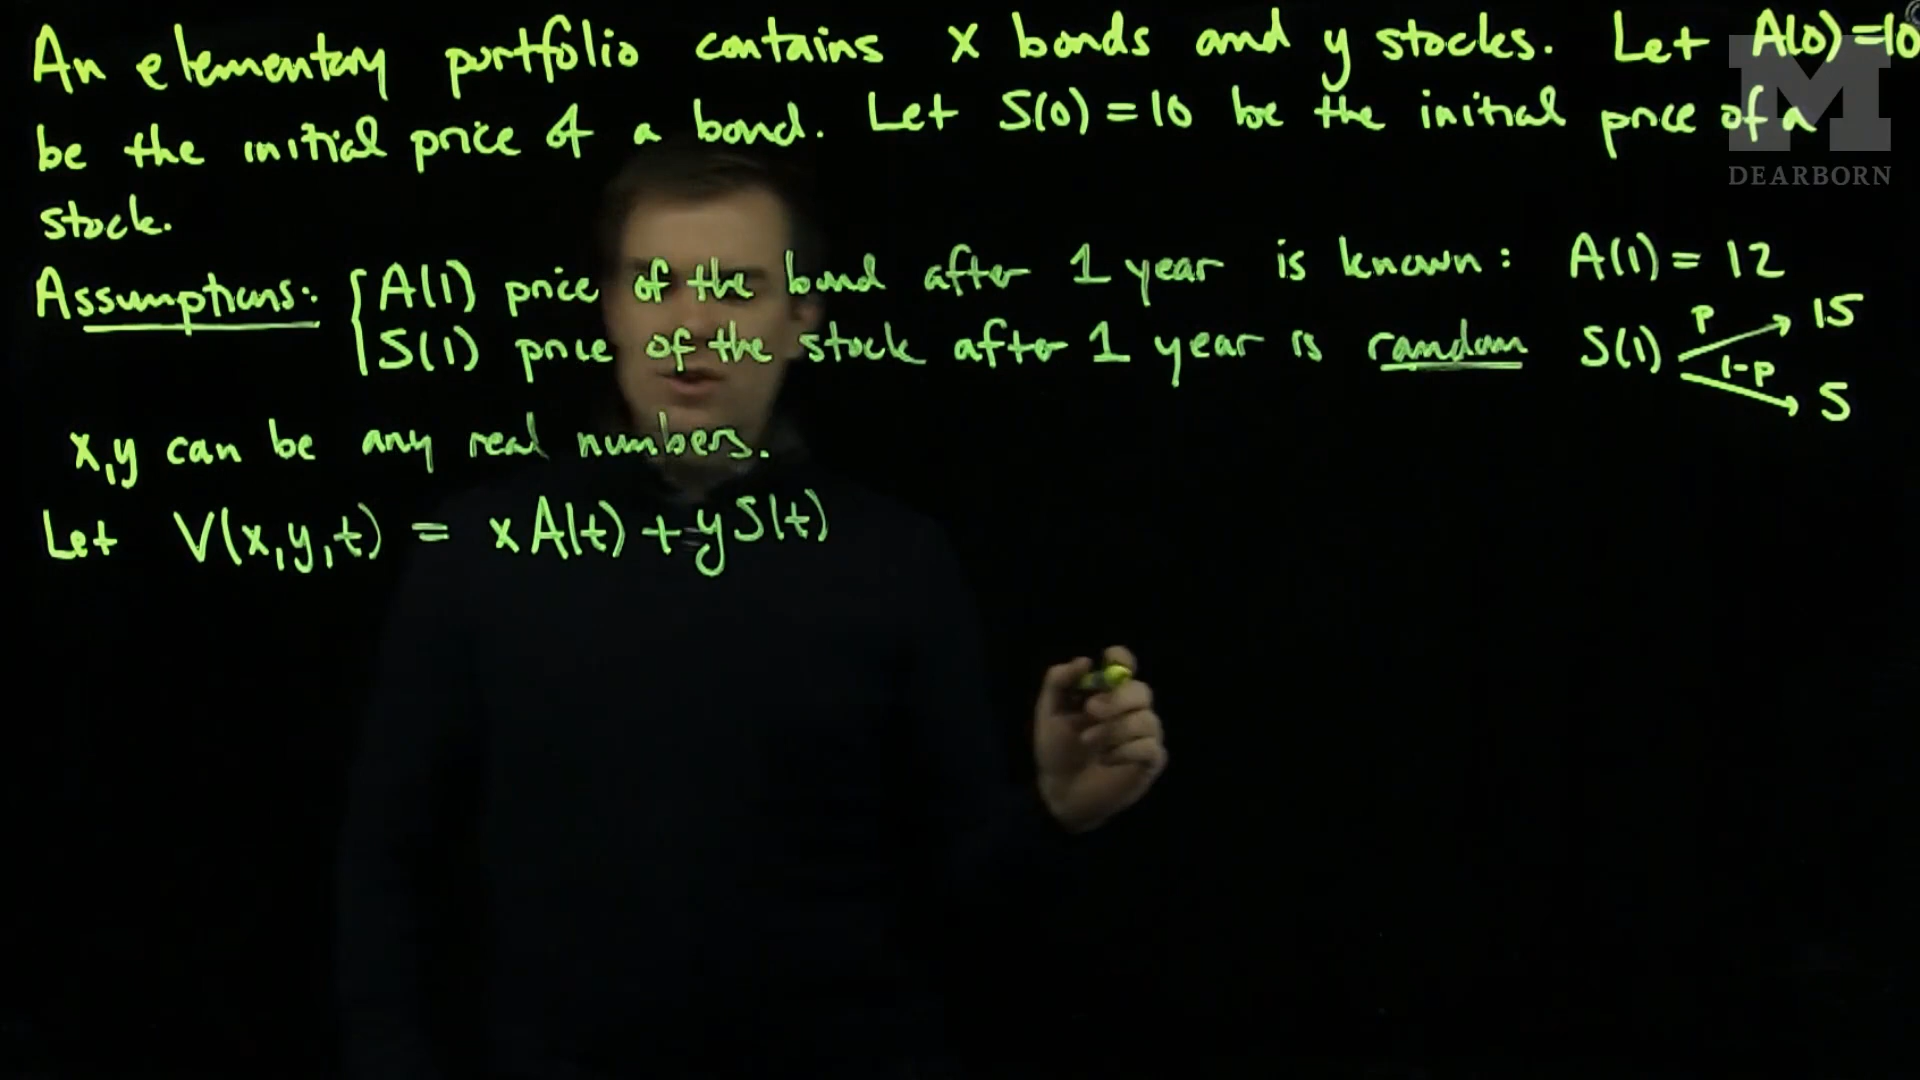 An elementary portfolio contains x bonds and y stocks. Let A(0)=10
be the initial price of a bond. Let S(0)=10 be the initial price of a
stock.
Assumptions: { A(1) price of the bond after 1 year is known: A(1) = 12
S(1) price of the stock after 1 year is random S(1) p 15
1-p 5
x,y can be any real numbers.
Let V(x,y,t) = xA(t) + yS(t)
M
DEARBORN